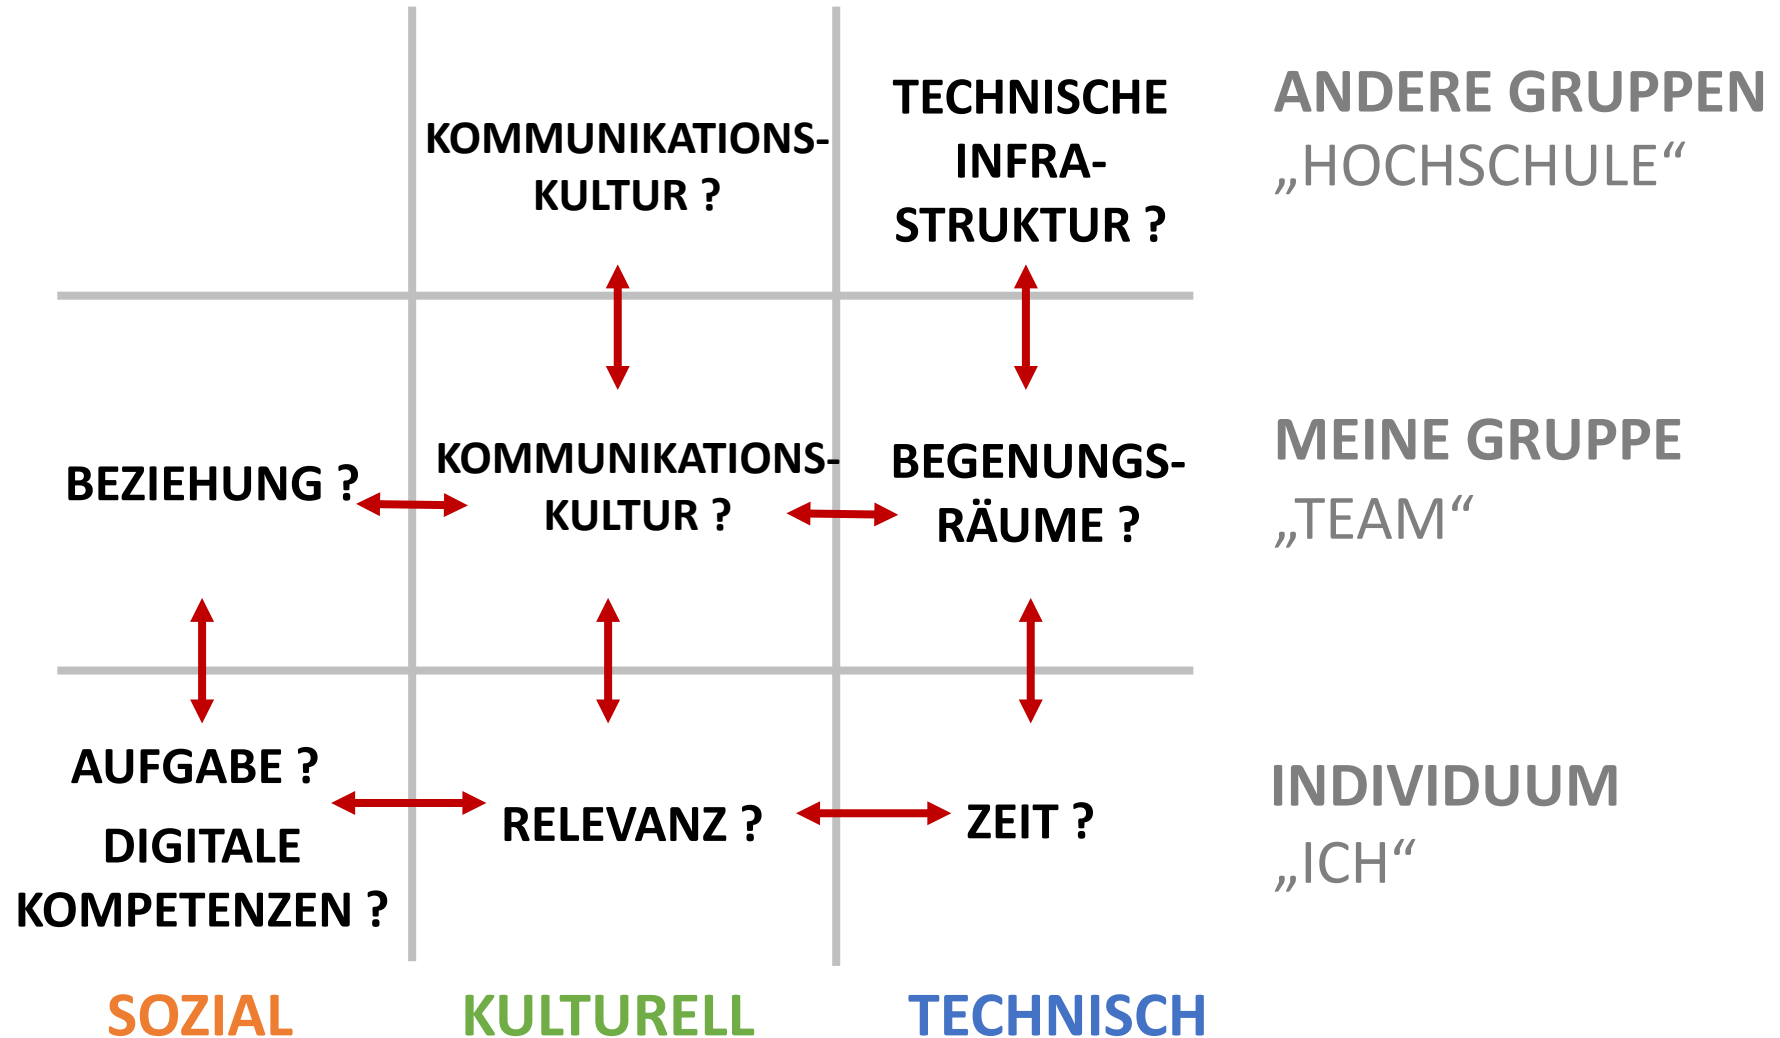 KOMMUNIKATIONS-
KULTUR ?
TECHNISCHE
INFRA-
STRUKTUR ?
ANDERE GRUPPEN
„HOCHSCHULE“
BEZIEHUNG ?
KOMMUNIKATIONS-
KULTUR ?
BEGENUNGS-
RÄUME ?
MEINE GRUPPE
„TEAM“
AUFGABE ?
DIGITALE
KOMPETENZEN ?
RELEVANZ ?
ZEIT ?
INDIVIDUUM
„ICH“
SOZIAL
KULTURELL
TECHNISCH